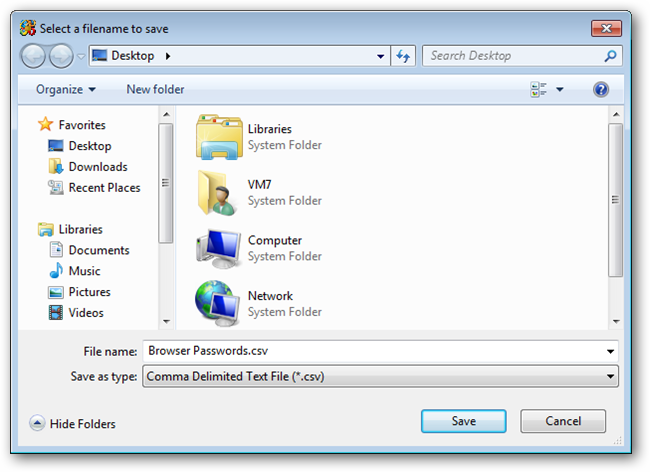 Select a filename to save
Desktop
Search Desktop
Organize
New folder
Favorites
Desktop
Downloads
Recent Places
Libraries
Documents
Music
Pictures
Videos
Libraries
System Folder
VM7
System Folder
Computer
System Folder
Network
System Folder
File name: Browser Passwords.csv
Save as type: Comma Delimited Text File (*.csv)
Hide Folders
Save
Cancel